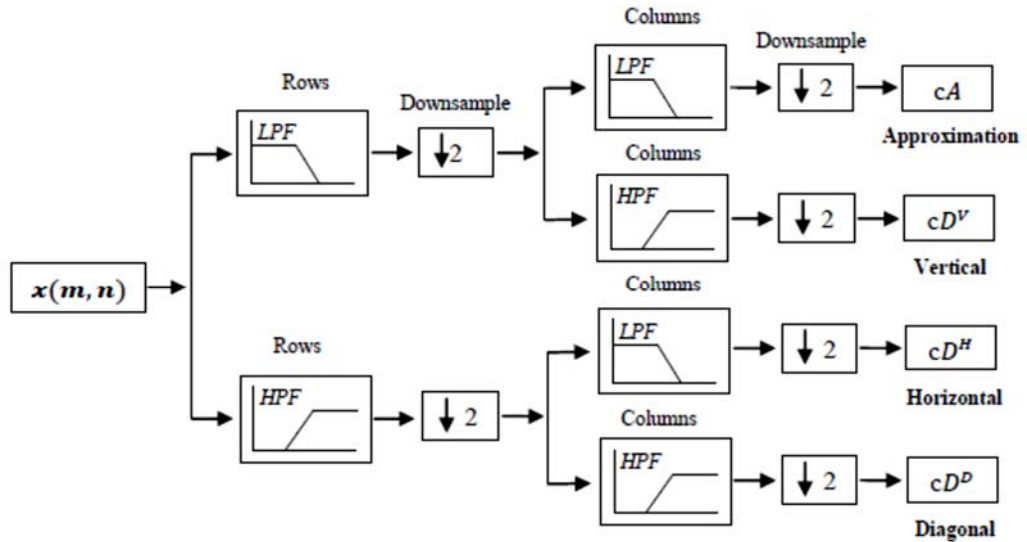 Columns
Downsample
LPF
↓ 2
cA
Approximation
Rows
Downsample
LPF
↓2
Columns
HPF
↓ 2
cD^V
Vertical
x(m, n)
Columns
LPF
↓ 2
cD^H
Horizontal
Rows
HPF
↓ 2
Columns
HPF
↓ 2
cD^D
Diagonal